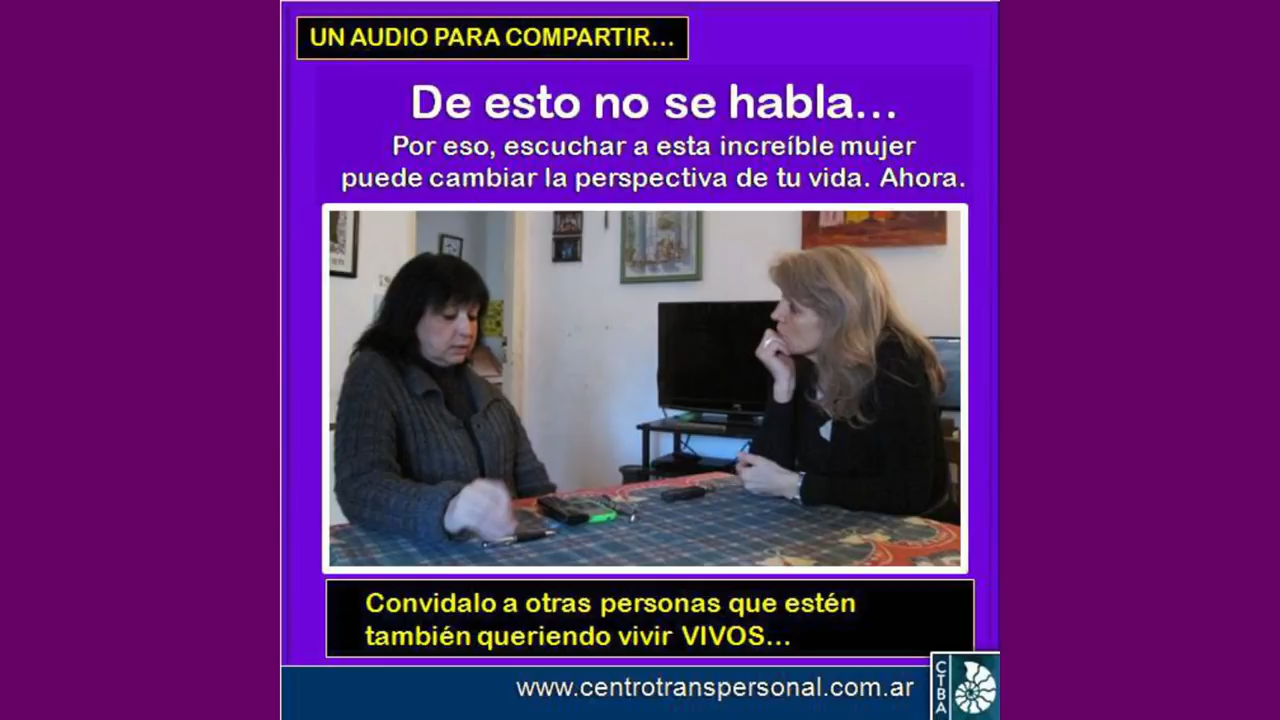 UN AUDIO PARA COMPARTIR...
De esto no se habla...
Por eso, escuchar a esta increíble mujer
puede cambiar la perspectiva de tu vida. Ahora.
Convidalo a otras personas que estén
también queriendo vivir VIVOS...
www.centrotranspersonal.com.ar
CTBA